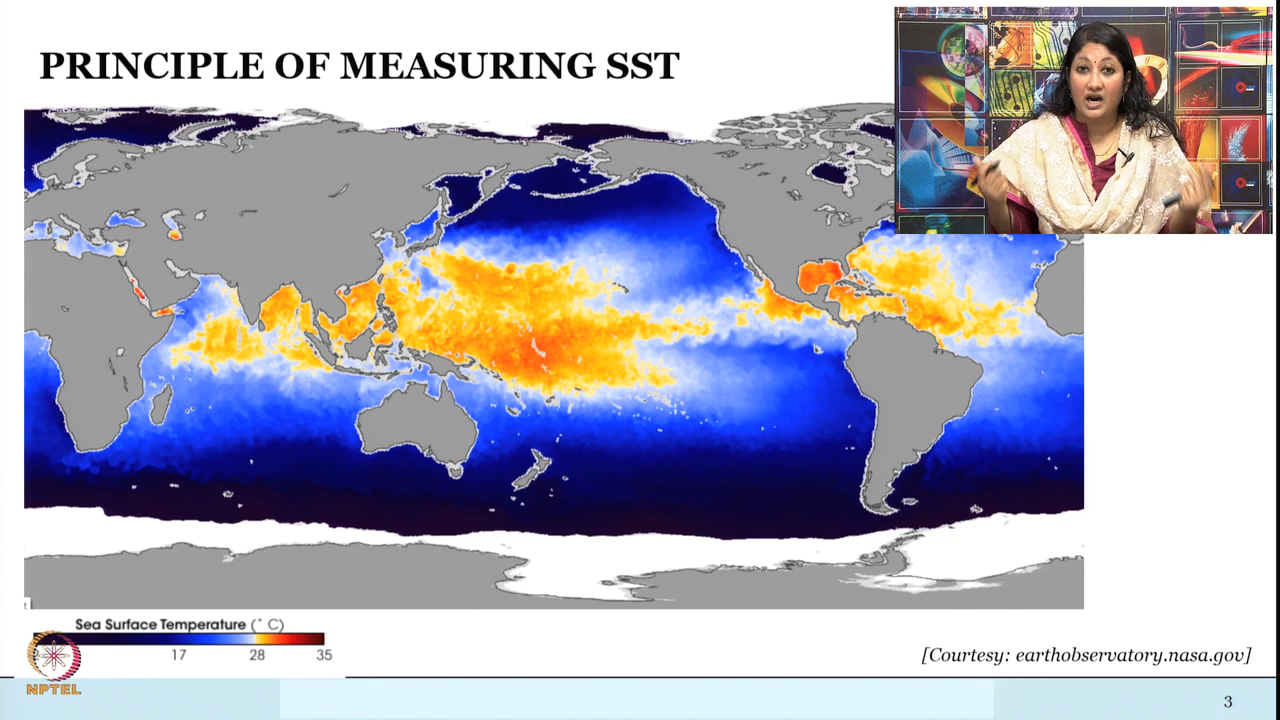 PRINCIPLE OF MEASURING SST
Sea Surface Temperature (° C)
17 28 35
[Courtesy: earthobservatory.nasa.gov]
NPTEL
3